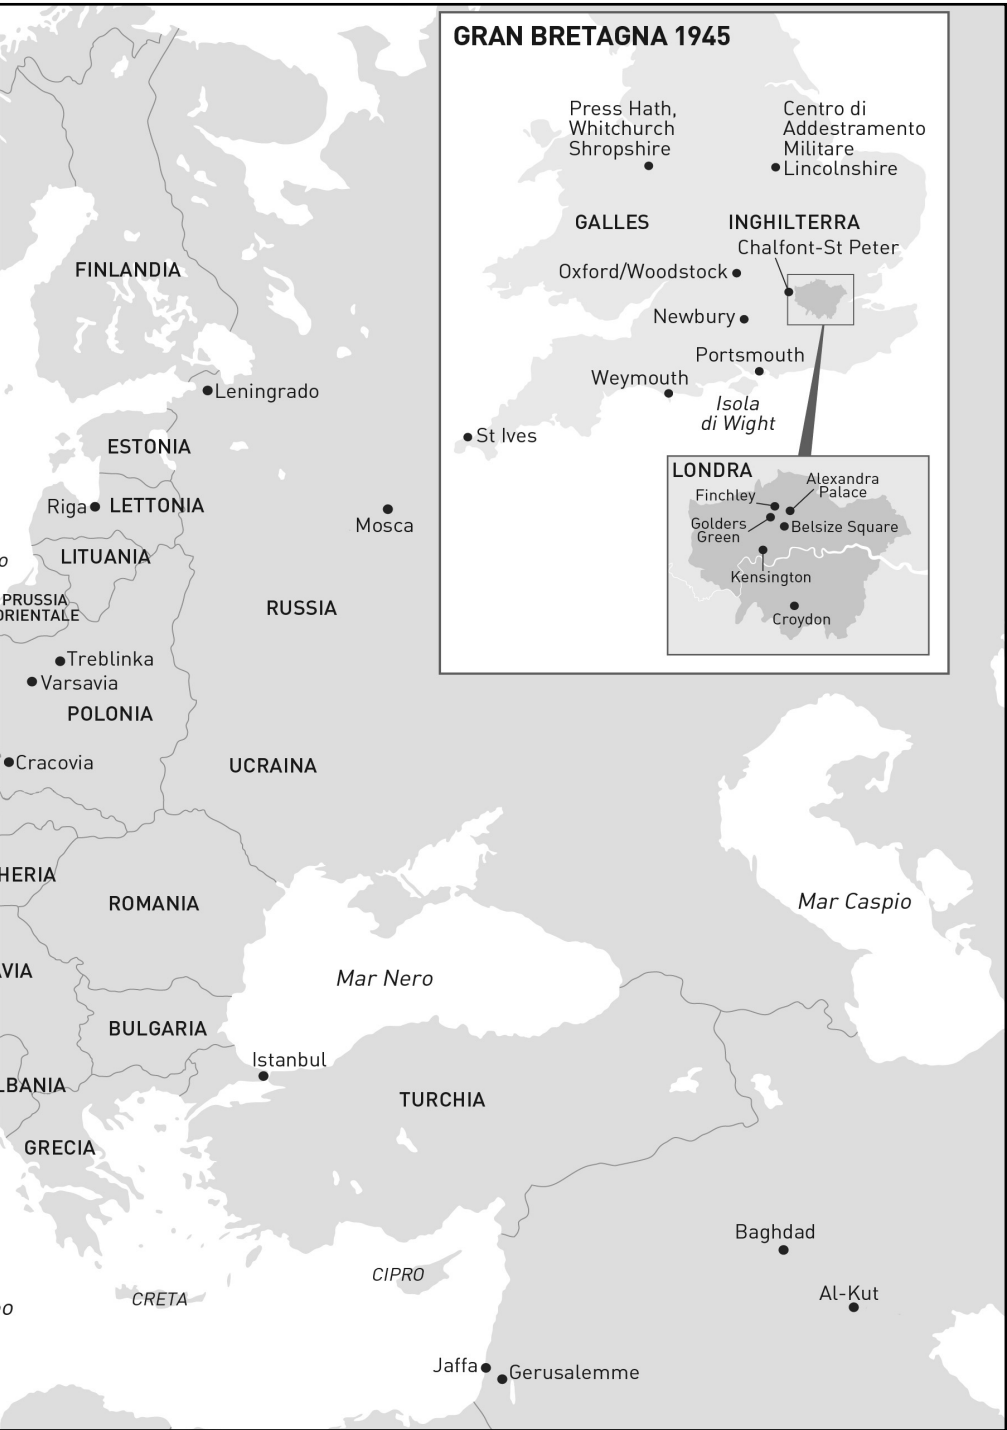 GRAN BRETAGNA 1945
Press Hath,
Whitchurch
Shropshire
Centro di
Addestramento
Militare
Lincolnshire
GALLES
INGHILTERRA
Chalfont-St Peter
Oxford/Woodstock
Newbury
Portsmouth
Weymouth
Isola
di Wight
St Ives
LONDRA
Alexandra
Palace
Finchley
Golders
Green
Belsize Square
Kensington
Croydon
FINLANDIA
Leningrado
ESTONIA
Riga
LETTONIA
Mosca
LITUANIA
o
PRUSSIA
ORIENTALE
RUSSIA
Treblinka
Varsavia
POLONIA
Cracovia
UCRAINA
HERIA
ROMANIA
Mar Caspio
AVIA
Mar Nero
BULGARIA
Istanbul
LBANIA
TURCHIA
GRECIA
Baghdad
CIPRO
Al-Kut
CRETA
o
Jaffa
Gerusalemme